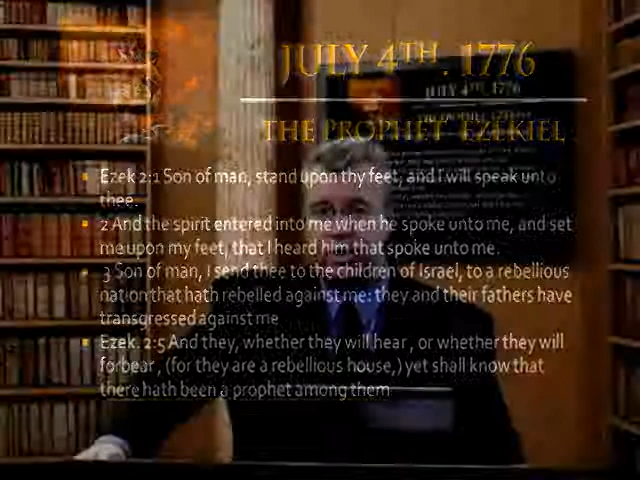 JULY 4TH, 1776
THE PROPHET EZEKIEL
JULY 4TH, 1776
Ezek 2:1 Son of man, stand upon thy feet, and I will speak unto
thee.
2 And the spirit entered into me when he spoke unto me, and set
me upon my feet, that I heard him that spoke unto me.
3 Son of man, I send thee to the children of Israel, to a rebellious
nation that hath rebelled against me: they and their fathers have
transgressed against me
Ezek. 2:5 And they, whether they will hear, or whether they will
forbear, (for they are a rebellious house,) yet shall know that
there hath been a prophet among them